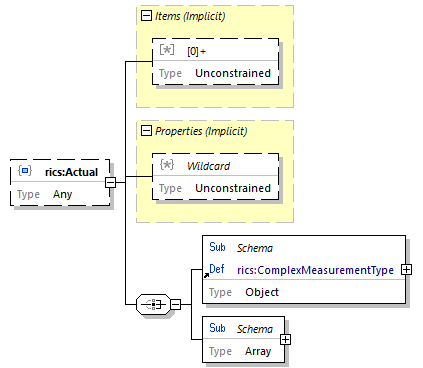 Items (Implicit)
[*] [0]+
Type Unconstrained
Properties (Implicit)
{*} Wildcard
Type Unconstrained
rics:Actual
Type Any
Sub Schema
Def rics:ComplexMeasurementType
Type Object
Sub Schema
Type Array